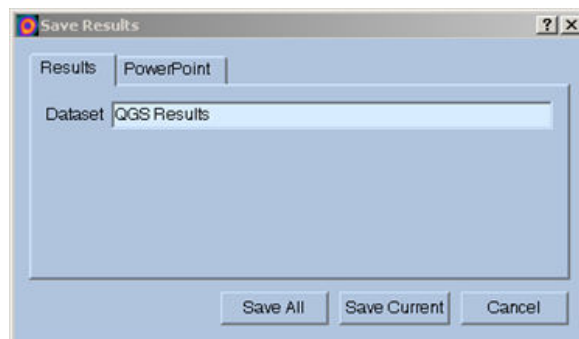 Save Results
Results PowerPoint
Dataset QGS Results
Save All Save Current Cancel